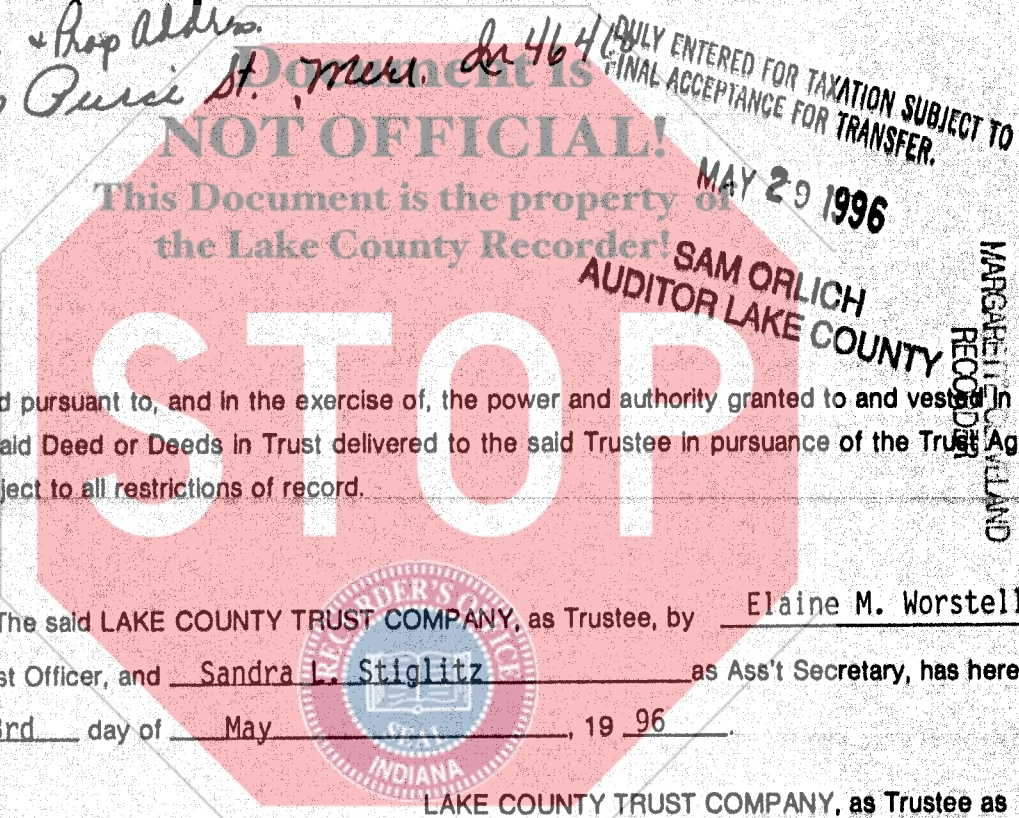 + Prop Address.
St. , Merr. In 464
Document is
NOT OFFICIAL!
This Document is the property of
the Lake County Recorder!
STOP
DULY ENTERED FOR TAXATION SUBJECT TO
FINAL ACCEPTANCE FOR TRANSFER.
MAY 29 1996
SAM ORLICH
AUDITOR LAKE COUNTY
RECORDER
d pursuant to, and in the exercise of, the power and authority granted to and vested in
aid Deed or Deeds in Trust delivered to the said Trustee in pursuance of the Trust Ag
ject to all restrictions of record.
The said LAKE COUNTY TRUST COMPANY, as Trustee, by Elaine M. Worstell
st Officer, and Sandra L. Stiglitz as Ass't Secretary, has here
3rd day of May , 19 96 .
RECORDER'S OFFICE
SEAL
INDIANA
LAKE COUNTY TRUST COMPANY, as Trustee as